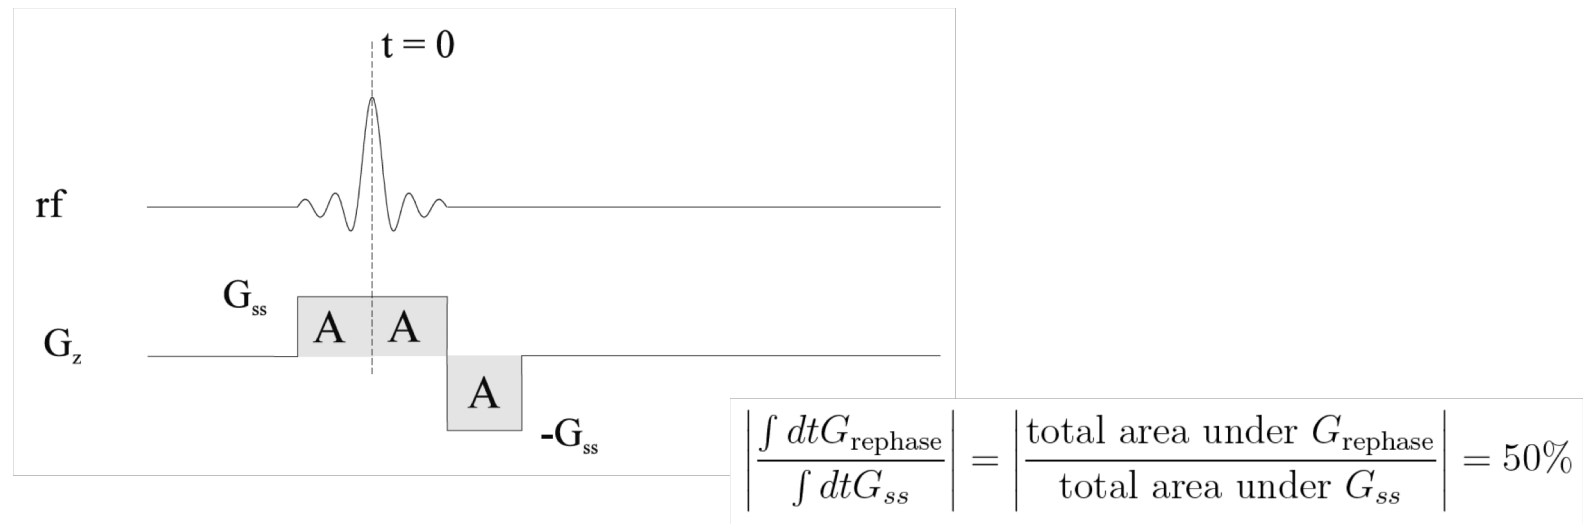 t = 0
rf
G_ss
A A
G_z
A
-G_ss
|∫ dtG_rephase / ∫ dtG_ss| = |total area under G_rephase / total area under G_ss| = 50%